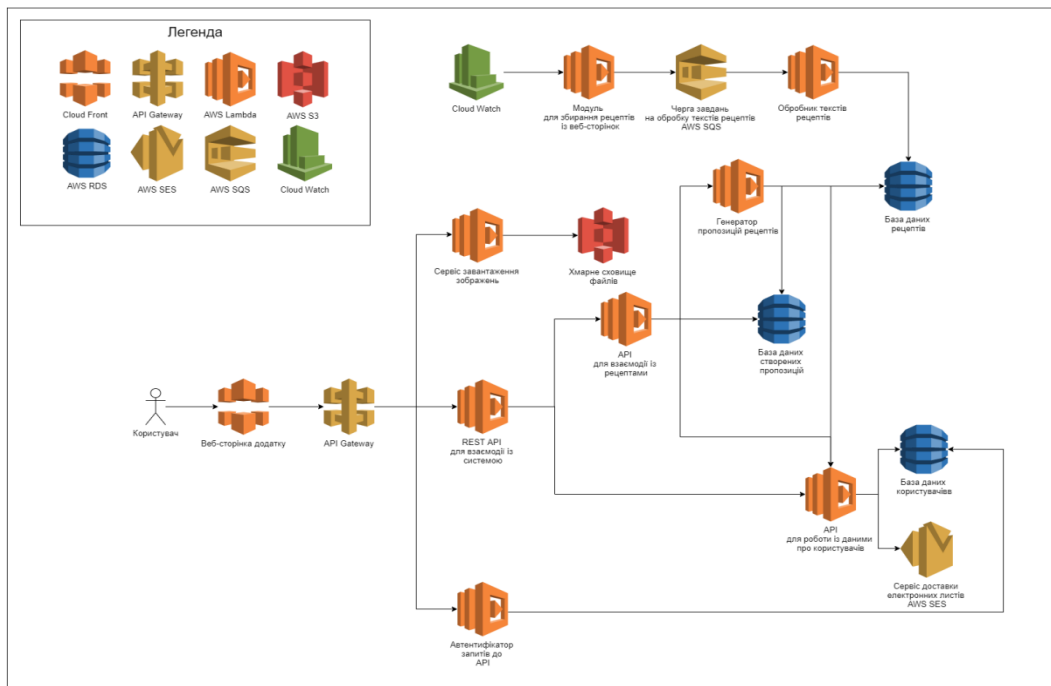 Легенда
Cloud Front
API Gateway
AWS Lambda
AWS S3
AWS RDS
AWS SES
AWS SQS
Cloud Watch
Cloud Watch
Модуль
для збирання рецептів
із веб-сторінок
Черга завдань
на обробку текстів рецептів
AWS SQS
Обробник текстів
рецептів
Генератор
пропозицій рецептів
База даних
рецептів
Сервіс завантаження
зображень
Хмарне сховище
файлів
API
для взаємодії із
рецептами
База даних
створених
пропозицій
Користувач
Веб-сторінка додатку
API Gateway
REST API
для взаємодії із
системою
База даних
користувачівв
API
для роботи із даними
про користувачів
Сервіс доставки
електронних листів
AWS SES
Автентифікатор
запитів до
API